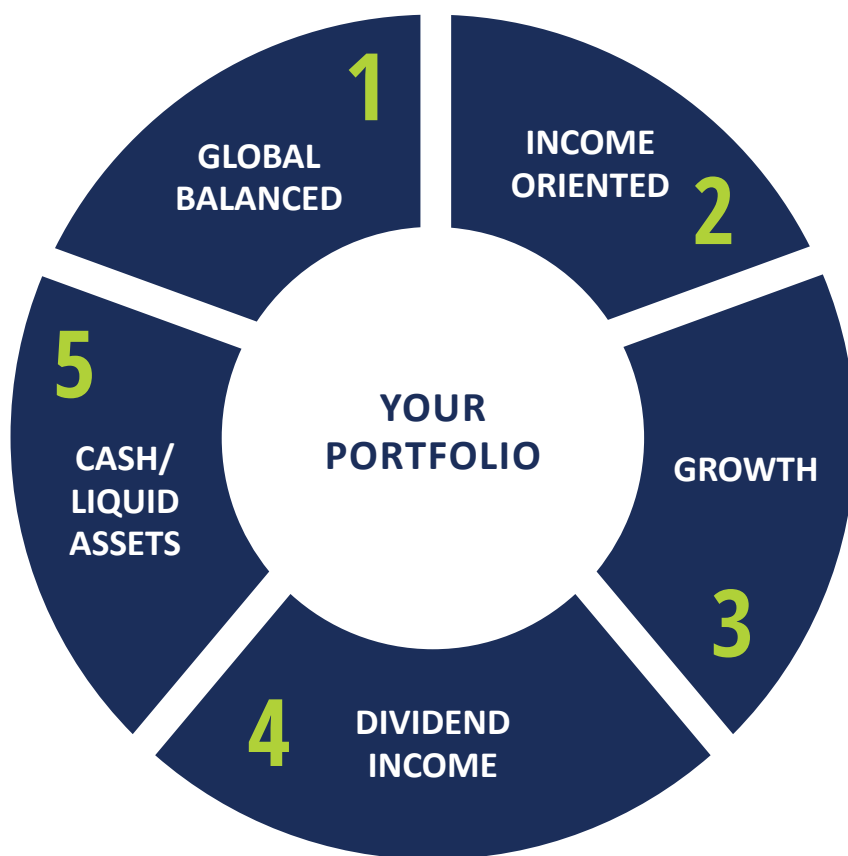 1
GLOBAL
BALANCED
INCOME
ORIENTED
2
GROWTH
3
4
DIVIDEND
INCOME
5
CASH/
LIQUID
ASSETS
YOUR
PORTFOLIO